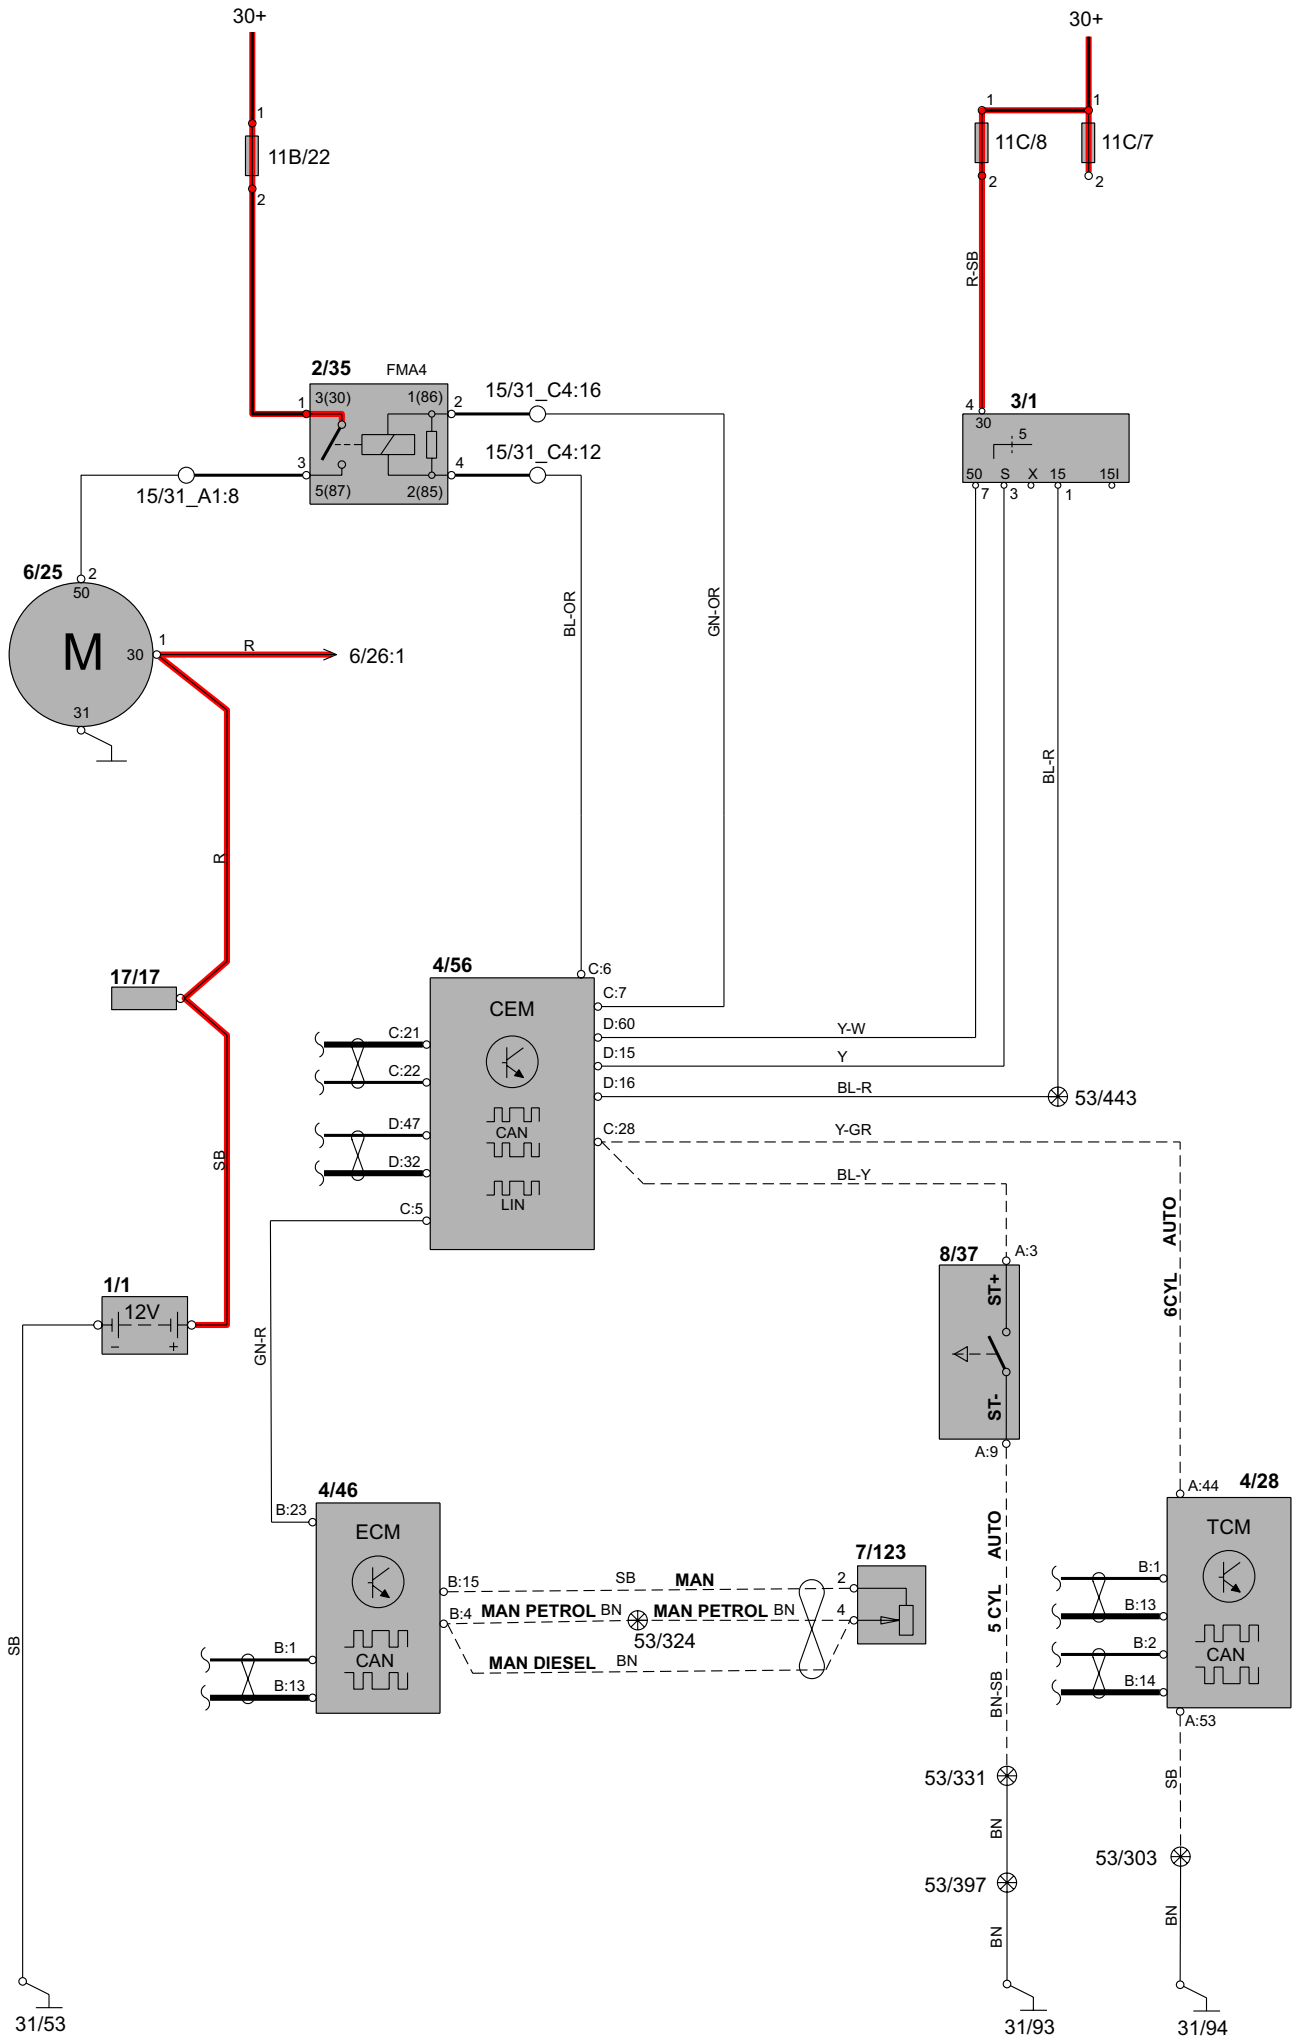 30+
30+
1
11B/22
2
1
1
11C/8
11C/7
2
2
R-SB
2/35
FMA4
1
3(30)
1(86)
2
15/31_C4:16
3
5(87)
2(85)
4
15/31_C4:12
15/31_A1:8
4
3/1
30
5
50
S
X
15
15I
7
3
1
6/25
2
50
M
30
1
R
6/26:1
31
BL-OR
GN-OR
BL-R
R
17/17
SB
4/56
C:6
CEM
C:7
D:60
Y-W
C:21
D:15
Y
C:22
D:16
BL-R
53/443
D:47
CAN
C:28
Y-GR
D:32
BL-Y
LIN
C:5
6CYL AUTO
1/1
12V
–
+
GN-R
8/37
A:3
ST+
ST-
A:9
4/46
B:23
ECM
B:15
SB
MAN
7/123
2
B:4
MAN PETROL
BN
53/324
MAN PETROL
BN
4
MAN DIESEL
BN
B:1
CAN
B:13
5 CYL AUTO
A:44
4/28
TCM
B:1
B:13
B:2
CAN
B:14
A:53
SB
BN-SB
SB
53/331
BN
53/303
53/397
BN
BN
31/53
31/93
31/94